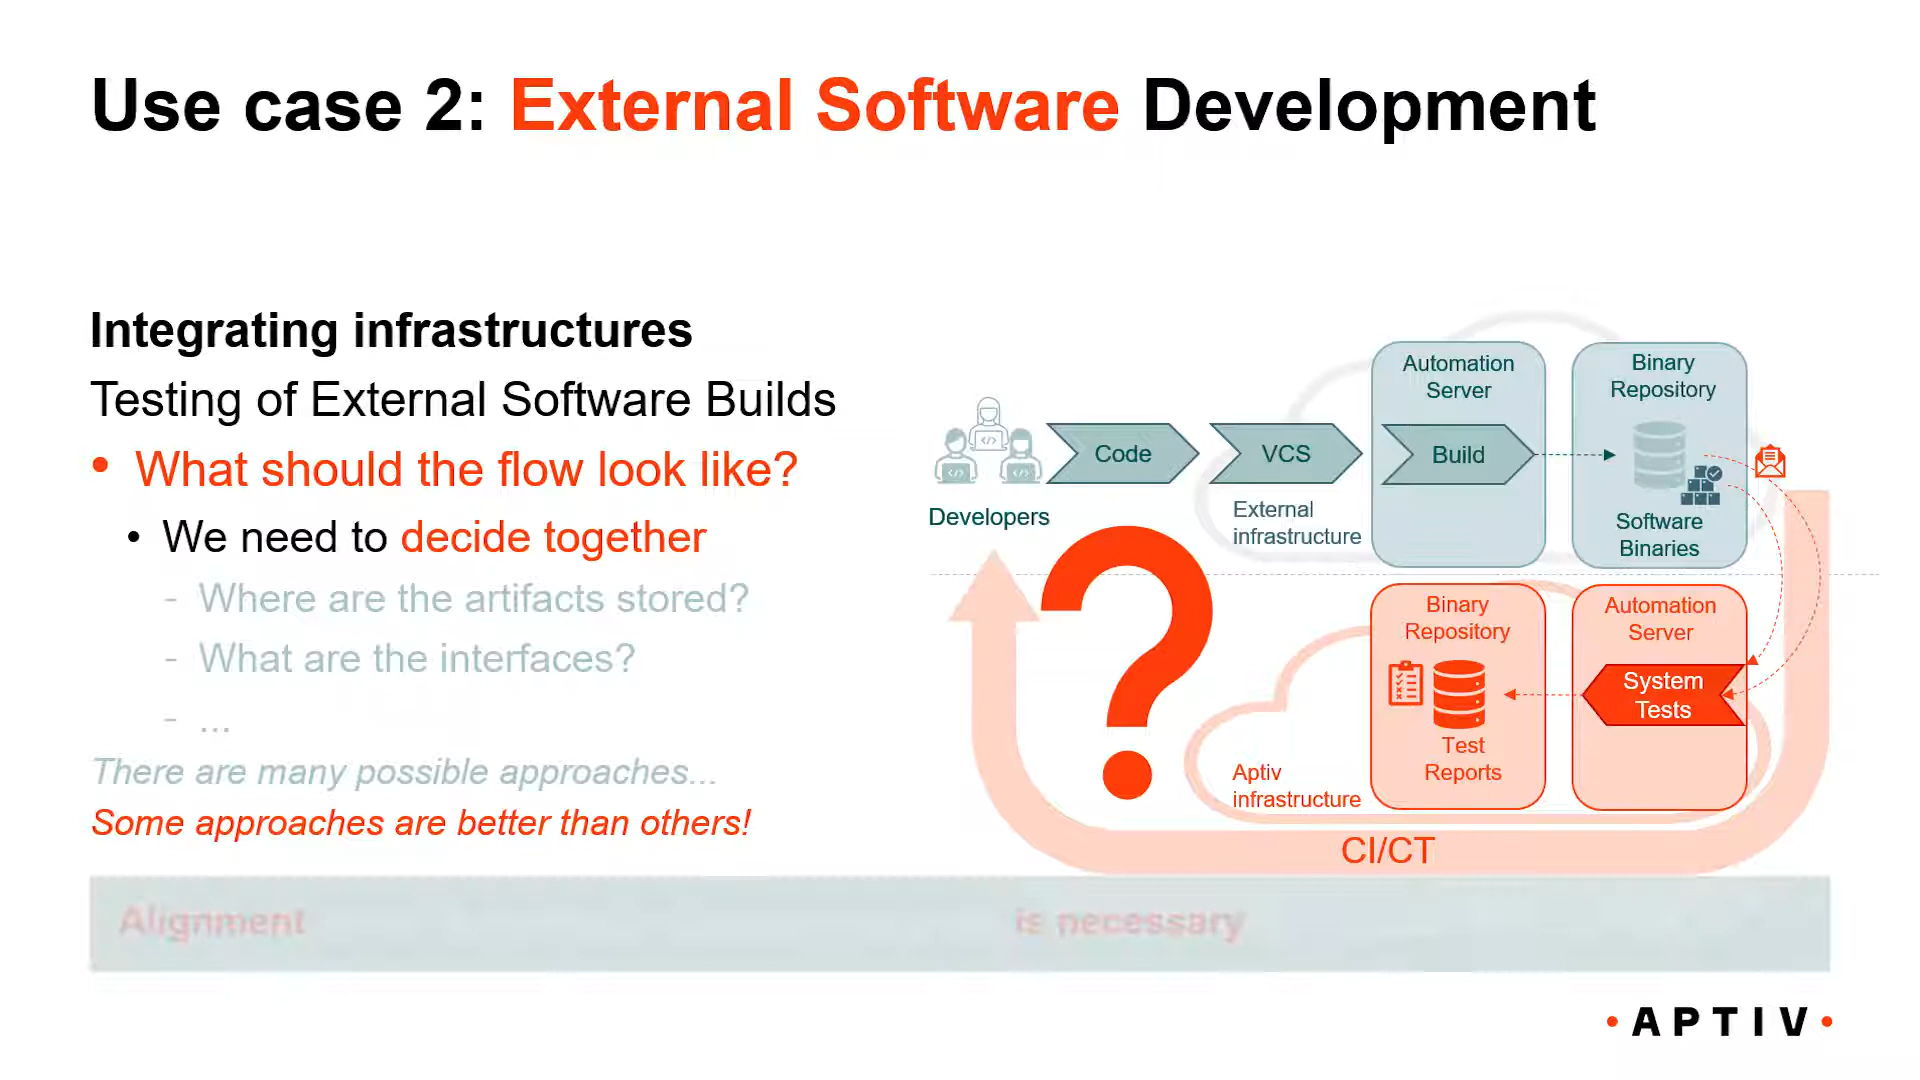 Use case 2: External Software Development
Integrating infrastructures
Testing of External Software Builds
• What should the flow look like?
• We need to decide together
- Where are the artifacts stored?
- What are the interfaces?
- ...
There are many possible approaches...
Some approaches are better than others!
Developers
Code
VCS
External
infrastructure
Automation
Server
Build
Binary
Repository
Software
Binaries
Aptiv
infrastructure
Binary
Repository
Test
Reports
Automation
Server
System
Tests
CI/CT
Alignment is necessary
• APTIV •